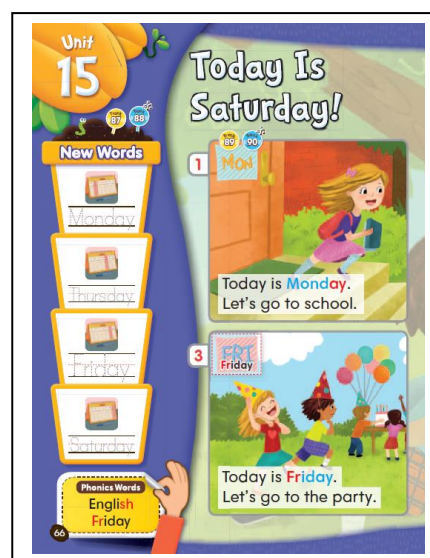 Unit
15
Today Is
Saturday!
87
88
New Words
Monday
Thursday
Friday
Saturday
Phonics Words
English
Friday
66
89
90
1
MON
Today is Monday.
Let's go to school.
3
FRI
Friday
Today is Friday.
Let's go to the party.